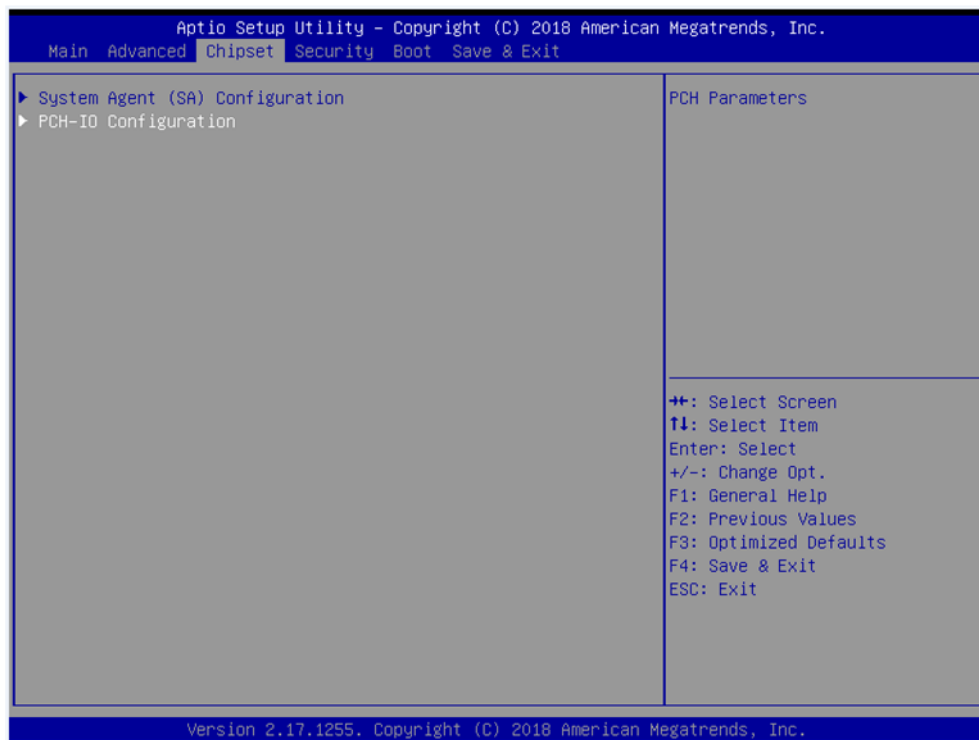 Aptio Setup Utility – Copyright (C) 2018 American Megatrends, Inc.
Main Advanced Chipset Security Boot Save & Exit
▶ System Agent (SA) Configuration
▶ PCH-IO Configuration
PCH Parameters
→←: Select Screen
↑↓: Select Item
Enter: Select
+/-: Change Opt.
F1: General Help
F2: Previous Values
F3: Optimized Defaults
F4: Save & Exit
ESC: Exit
Version 2.17.1255. Copyright (C) 2018 American Megatrends, Inc.